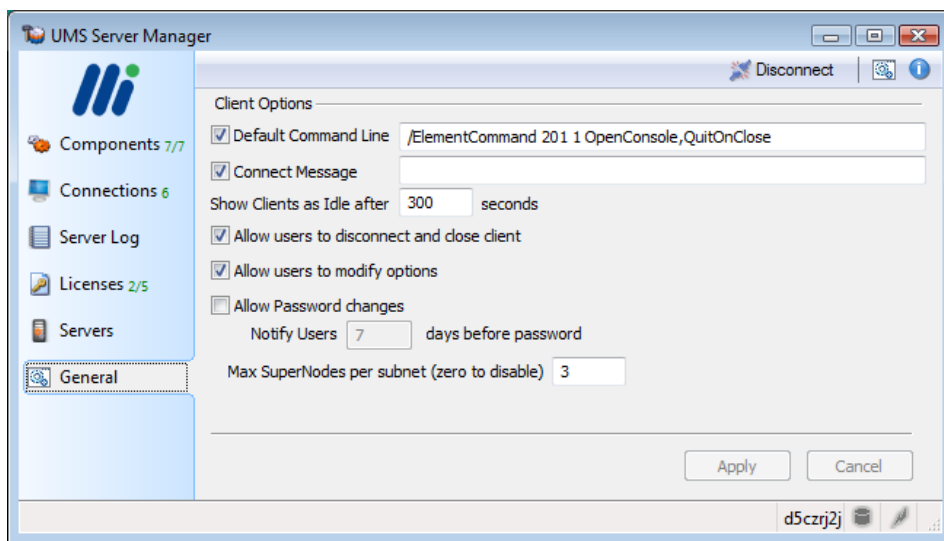 UMS Server Manager
Disconnect
Client Options
Components 7/7
Default Command Line /ElementCommand 201 1 OpenConsole,QuitOnClose
Connect Message
Connections 6
Show Clients as Idle after 300 seconds
Server Log
Allow users to disconnect and close client
Allow users to modify options
Licenses 2/5
Allow Password changes
Servers
Notify Users 7 days before password
General
Max SuperNodes per subnet (zero to disable) 3
Apply Cancel
d5czrj2j